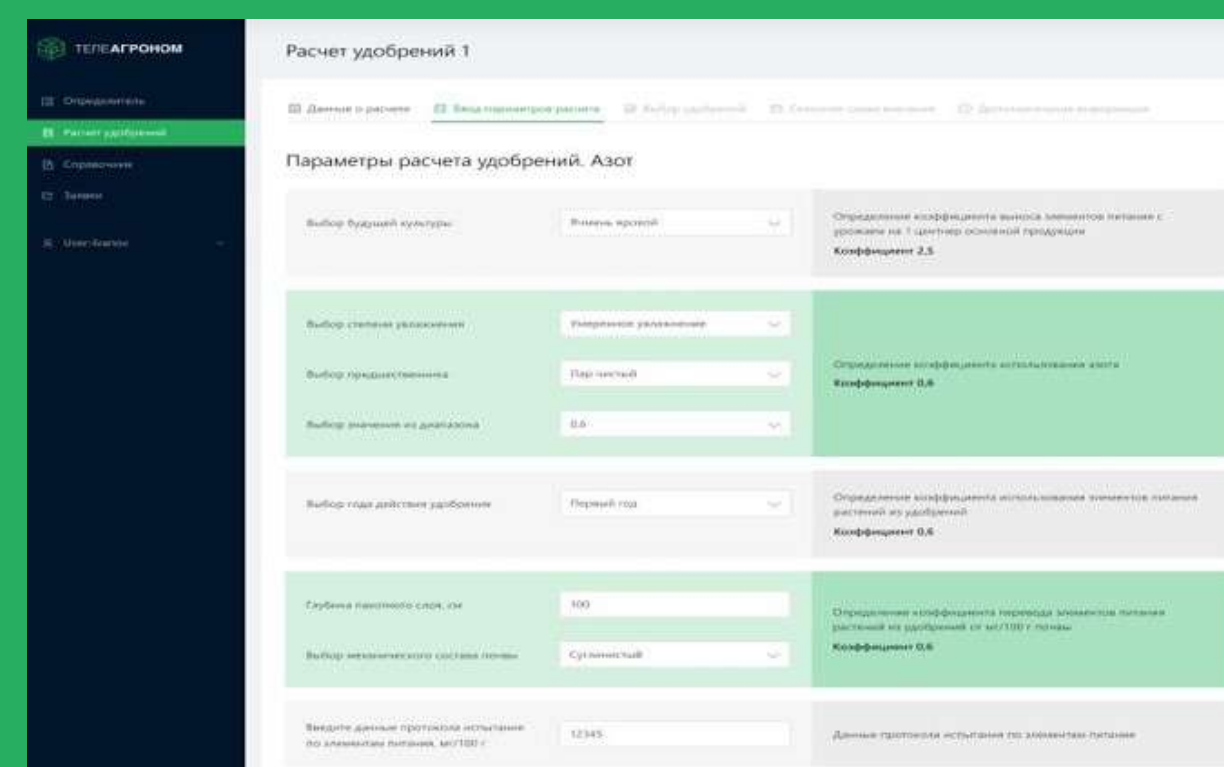 ТЕЛЕАГРОНОМ
Определитель
Расчет удобрений
Справочник
Заявки
Расчет удобрений 1
Данные о расчете
Ввод параметров расчета
Выбор удобрений
Параметры расчета удобрений. Азот
Выбор будущей культуры
Ячмень яровой
Определение коэффициента выноса элементов питания с
урожаем на 1 центнер основной продукции
Коэффициент 2,5
Выбор степени увлажнения
Умеренное увлажнение
Выбор предшественника
Пар чистый
Выбор значения из диапазона
0,6
Определение коэффициента использования азота
Коэффициент 0,6
Выбор года действия удобрения
Первый год
Определение коэффициента использования элементов питания
растений из удобрений
Коэффициент 0,6
Глубина пахотного слоя, см
100
Выбор механического состава почвы
Суглинистый
Определение коэффициента перевода элементов питания
растений из удобрений от мг/100 г почвы
Коэффициент 0,6
Введите данные протокола испытание
по элементам питания, мг/100 г
12345
Данные протокола испытания по элементам питания